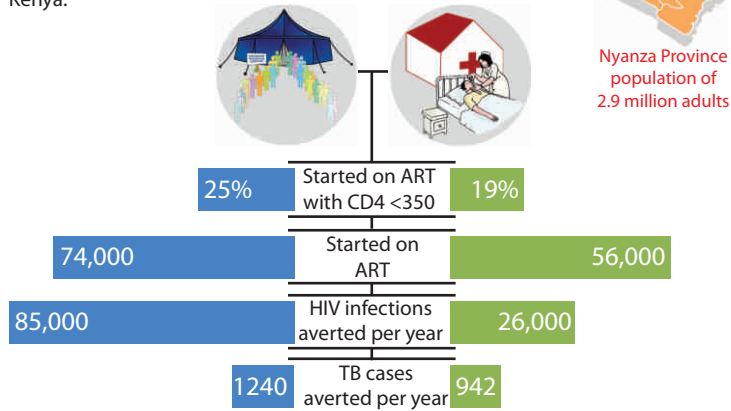 Kenya.
Nyanza Province
population of
2.9 million adults
25%
Started on ART
with CD4 <350
19%
74,000
Started on
ART
56,000
85,000
HIV infections
averted per year
26,000
1240
TB cases
averted per year
942